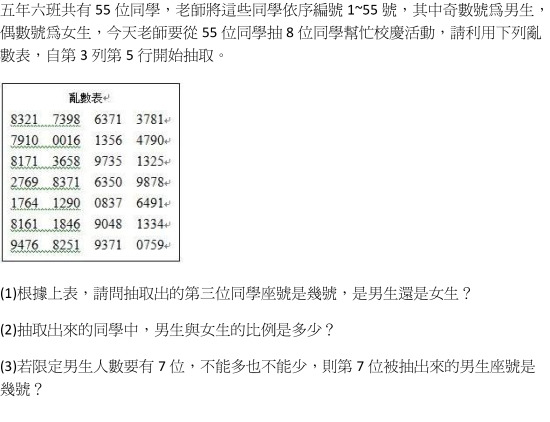 五年六班共有 55 位同學，老師將這些同學依序編號 1~55 號，其中奇數號為男生，
偶數號為女生，今天老師要從 55 位同學抽 8 位同學幫忙校慶活動，請利用下列亂
數表，自第 3 列第 5 行開始抽取。
亂數表↵
8321 7398 6371 3781↵
7910 0016 1356 4790↵
8171 3658 9735 1325↵
2769 8371 6350 9878↵
1764 1290 0837 6491↵
8161 1846 9048 1334↵
9476 8251 9371 0759↵
(1)根據上表，請問抽取出的第三位同學座號是幾號，是男生還是女生？
(2)抽取出來的同學中，男生與女生的比例是多少？
(3)若限定男生人數要有 7 位，不能多也不能少，則第 7 位被抽出來的男生座號是
幾號？